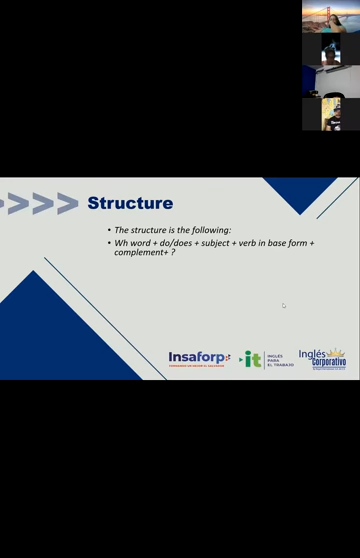 Structure
• The structure is the following:
• Wh word + do/does + subject + verb in base form +
complement+ ?
Insaforp
it
INGLÉS
PARA
EL TRABAJO
Inglés
Corporativo